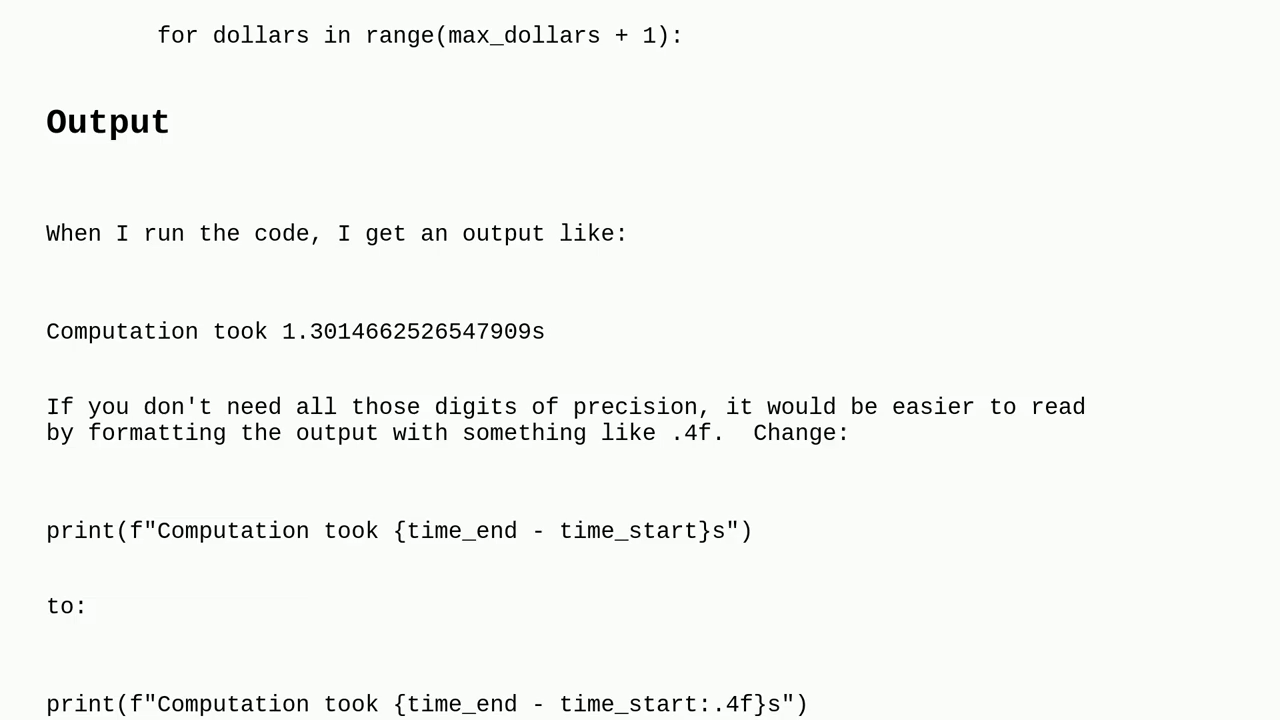 for dollars in range(max_dollars + 1):
Output
When I run the code, I get an output like:
Computation took 1.3014662526547909s
If you don't need all those digits of precision, it would be easier to read
by formatting the output with something like .4f.  Change:
print(f"Computation took {time_end - time_start}s")
to:
print(f"Computation took {time_end - time_start:.4f}s")